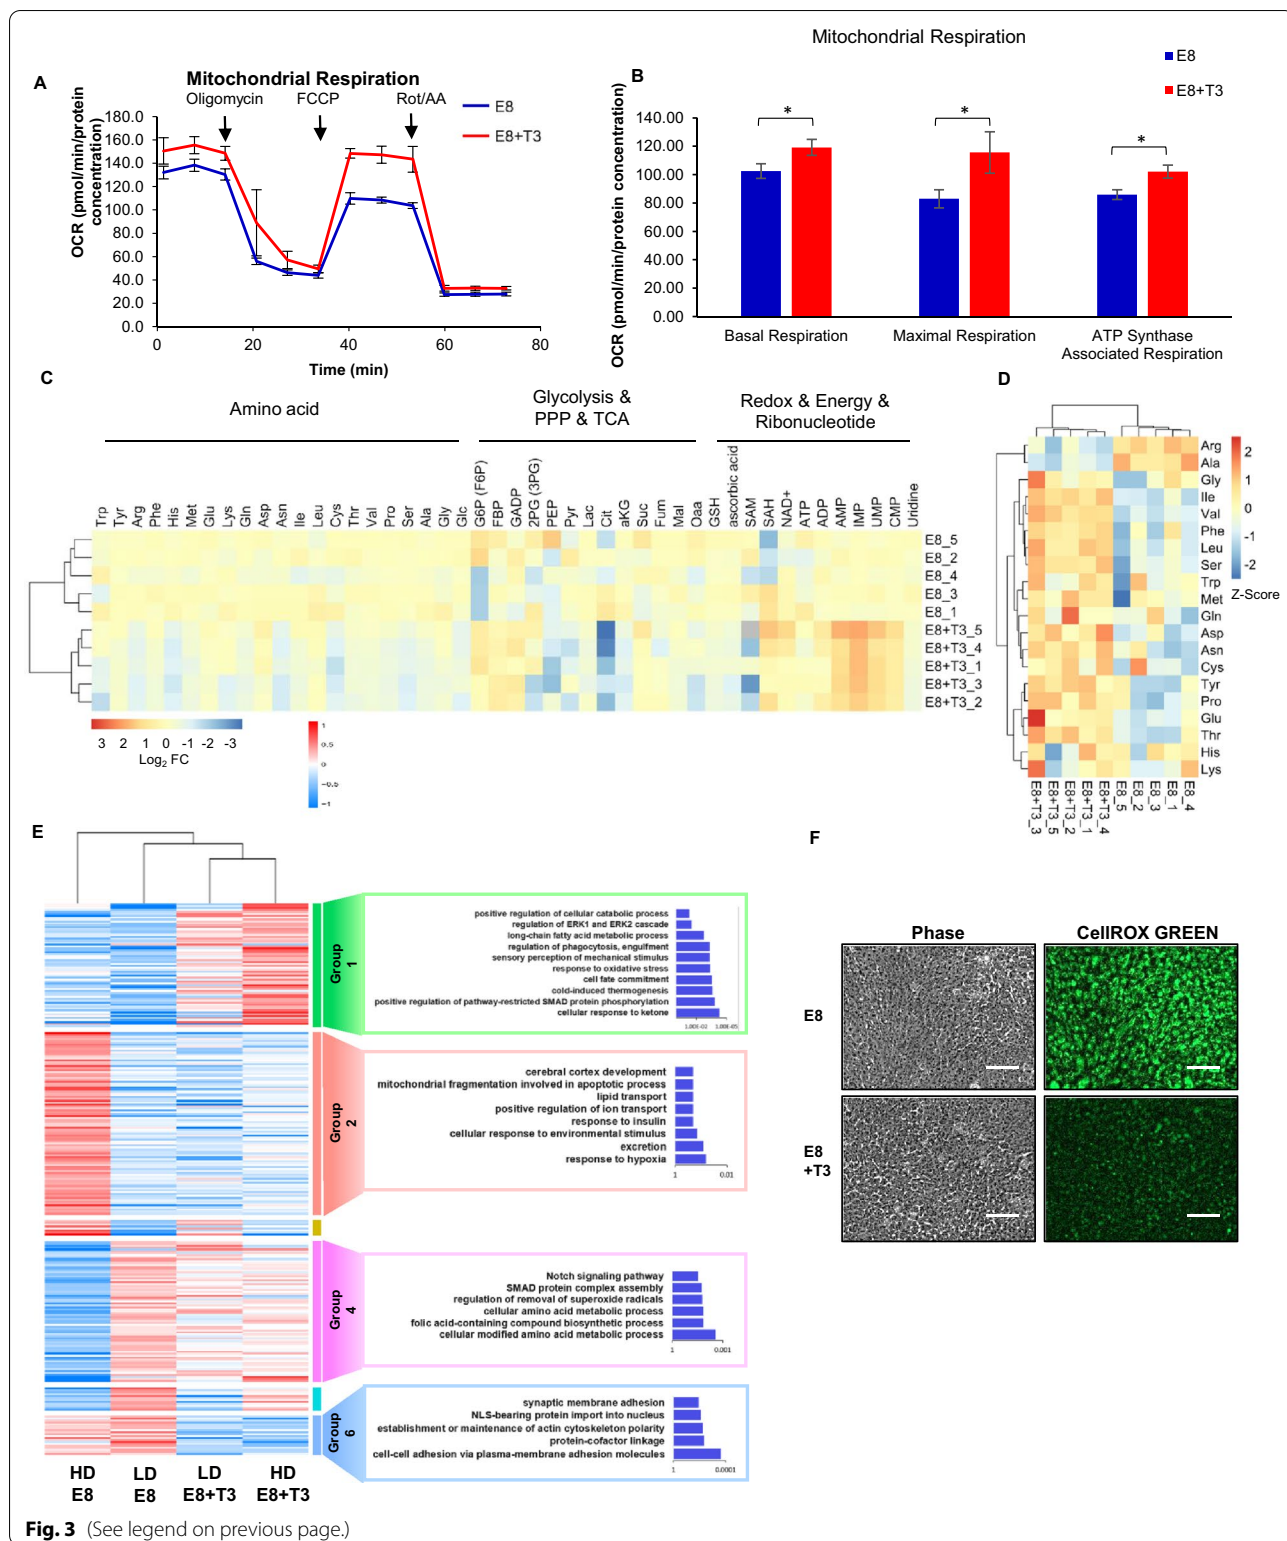 A
Mitochondrial Respiration
Oligomycin
FCCP
Rot/AA
E8
E8+T3
OCR (pmol/min/protein
concentration)
180.0
160.0
140.0
120.0
100.0
80.0
60.0
40.0
20.0
0.0
0
20
40
60
80
Time (min)
Mitochondrial Respiration
B
E8
E8+T3
OCR (pmol/min/protein concentration)
140.00
120.00
100.00
80.00
60.00
40.00
20.00
0.00
*
*
*
Basal Respiration
Maximal Respiration
ATP Synthase
Associated Respiration
C
Amino acid
Glycolysis &
PPP & TCA
Redox & Energy &
Ribonucleotide
Trp
Tyr
Arg
Phe
His
Met
Glu
Lys
Gln
Asp
Asn
Ile
Leu
Cys
Thr
Val
Pro
Ser
Ala
Gly
Glc
G6P (F6P)
FBP
GADP
2PG (3PG)
PEP
Pyr
Lac
Cit
aKG
Suc
Fum
Mal
Oaa
GSH
ascorbic acid
SAM
SAH
NAD+
ATP
ADP
AMP
IMP
UMP
CMP
Uridine
E8_5
E8_2
E8_4
E8_3
E8_1
E8+T3_5
E8+T3_4
E8+T3_1
E8+T3_3
E8+T3_2
3 2 1 0 -1 -2 -3
Log2 FC
1
0.5
0
−0.5
−1
D
Arg
Ala
Gly
Ile
Val
Phe
Leu
Ser
Trp
Met
Gln
Asp
Asn
Cys
Tyr
Pro
Glu
Thr
His
Lys
2
1
0
-1
-2
Z-Score
E8+T3_3
E8+T3_5
E8+T3_2
E8+T3_1
E8+T3_4
E8_5
E8_2
E8_3
E8_1
E8_4
E
Group
1
positive regulation of cellular catabolic process
regulation of ERK1 and ERK2 cascade
long-chain fatty acid metabolic process
regulation of phagocytosis, engulfment
sensory perception of mechanical stimulus
response to oxidative stress
cell fate commitment
cold-induced thermogenesis
positive regulation of pathway-restricted SMAD protein phosphorylation
cellular response to ketone
1.00E-02 1.00E-05
Group
2
cerebral cortex development
mitochondrial fragmentation involved in apoptotic process
lipid transport
positive regulation of ion transport
response to insulin
cellular response to environmental stimulus
excretion
response to hypoxia
1 0.01
Group
4
Notch signaling pathway
SMAD protein complex assembly
regulation of removal of superoxide radicals
cellular amino acid metabolic process
folic acid-containing compound biosynthetic process
cellular modified amino acid metabolic process
1 0.001
Group
6
synaptic membrane adhesion
NLS-bearing protein import into nucleus
establishment or maintenance of actin cytoskeleton polarity
protein-cofactor linkage
cell-cell adhesion via plasma-membrane adhesion molecules
1 0.0001
HD
E8
LD
E8
LD
E8+T3
HD
E8+T3
F
Phase
CellROX GREEN
E8
E8
+T3
Fig. 3 (See legend on previous page.)